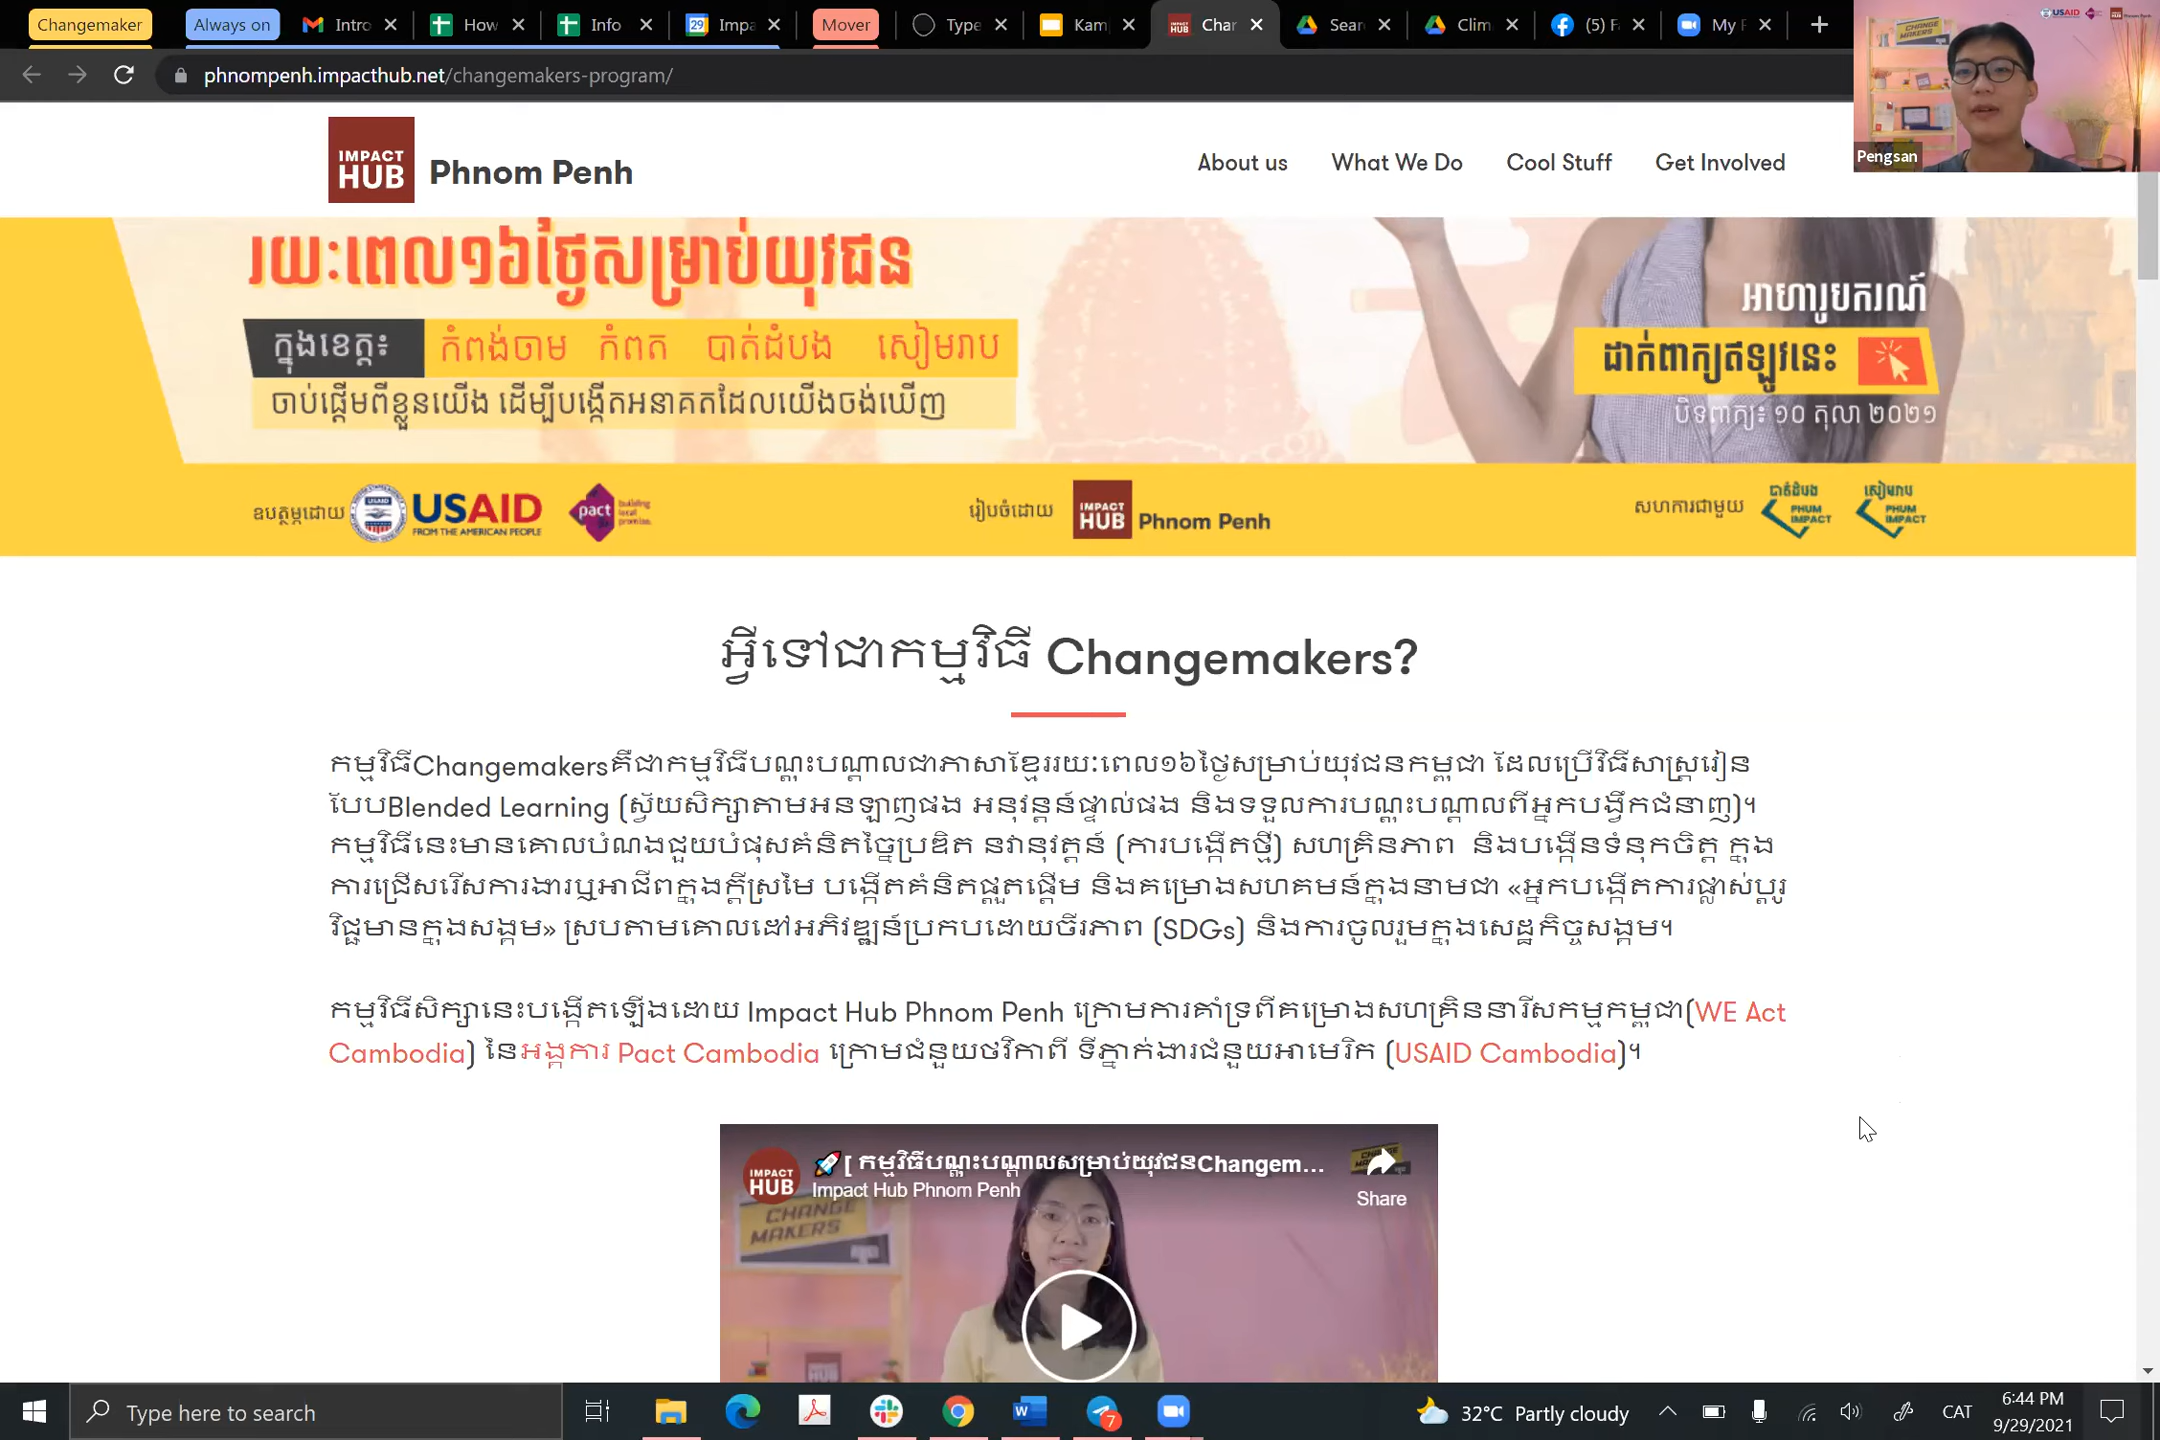 Changemaker
Always on
Intro
How
Info
Impa
Mover
Type
Kam
Char
Sear
Clim
(5) F
My P
phnompenh.impacthub.net/changemakers-program/
Pengsan
IMPACT HUB
Phnom Penh
About us
What We Do
Cool Stuff
Get Involved
រយៈពេល១៦ថ្ងៃសម្រាប់យុវជន
ក្នុងខេត្ត៖ កំពង់ចាម កំពត បាត់ដំបង សៀមរាប
ចាប់ផ្តើមពីខ្លួនយើង ដើម្បីបង្កើតអនាគតដែលយើងចង់ឃើញ
អាហារូបករណ៍
ដាក់ពាក្យឥឡូវនេះ
បិទពាក្យ៖ ១០ តុលា ២០២១
ឧបត្ថម្ភដោយ
USAID
FROM THE AMERICAN PEOPLE
pact
building local promise.
រៀបចំដោយ
IMPACT HUB
Phnom Penh
សហការជាមួយ
បាត់ដំបង
PHUM IMPACT
សៀមរាប
PHUM IMPACT
អ្វីទៅជាកម្មវិធី Changemakers?
កម្មវិធីChangemakersគឺជាកម្មវិធីបណ្តុះបណ្តាលជាភាសាខ្មែររយៈពេល១៦ថ្ងៃសម្រាប់យុវជនកម្ពុជា ដែលប្រើវិធីសាស្ត្ររៀន
បែបBlended Learning (ស្វ័យសិក្សាតាមអនឡាញផង អនុវត្តន៍ផ្ទាល់ផង និងទទួលការបណ្តុះបណ្តាលពីអ្នកបង្វឹកជំនាញ)។
កម្មវិធីនេះមានគោលបំណងជួយបំផុសគំនិតច្នៃប្រឌិត នវានុវត្តន៍ (ការបង្កើតថ្មី) សហគ្រិនភាព និងបង្កើនទំនុកចិត្ត ក្នុង
ការជ្រើសរើសការងារឬអាជីពក្នុងក្តីស្រមៃ បង្កើតគំនិតផ្តួតផ្តើម និងគម្រោងសហគមន៍ក្នុងនាមជា «អ្នកបង្កើតការផ្លាស់ប្តូរ
វិជ្ជមានក្នុងសង្គម» ស្របតាមគោលដៅអភិវឌ្ឍន៍ប្រកបដោយចីរភាព (SDGs) និងការចូលរួមក្នុងសេដ្ឋកិច្ចសង្គម។
កម្មវិធីសិក្សានេះបង្កើតឡើងដោយ Impact Hub Phnom Penh ក្រោមការគាំទ្រពីគម្រោងសហគ្រិននារីសកម្មកម្ពុជា(WE Act
Cambodia) នៃអង្គការ Pact Cambodia ក្រោមជំនួយថវិកាពី ទីភ្នាក់ងារជំនួយអាមេរិក (USAID Cambodia)។
IMPACT HUB
[ កម្មវិធីបណ្តុះបណ្តាលសម្រាប់យុវជនChangem...
Impact Hub Phnom Penh
Share
CHANGE MAKERS
Type here to search
7
32°C Partly cloudy
CAT
6:44 PM
9/29/2021